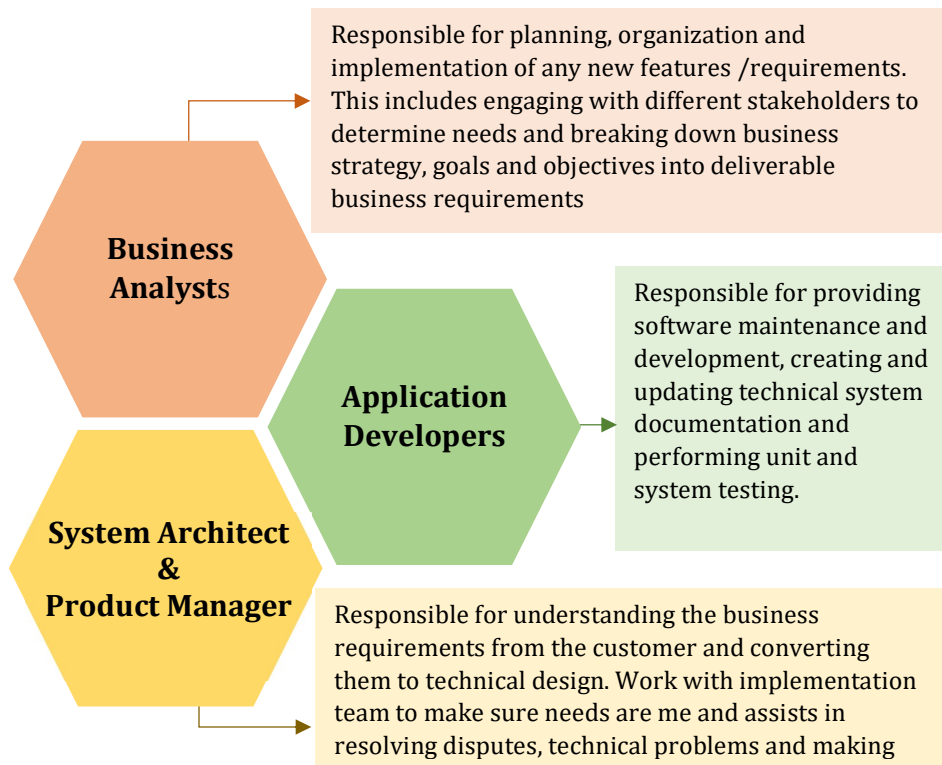 Responsible for planning, organization and
implementation of any new features /requirements.
This includes engaging with different stakeholders to
determine needs and breaking down business
strategy, goals and objectives into deliverable
business requirements
Business
Analysts
Responsible for providing
software maintenance and
development, creating and
updating technical system
documentation and
performing unit and
system testing.
Application
Developers
System Architect
&
Product Manager
Responsible for understanding the business
requirements from the customer and converting
them to technical design. Work with implementation
team to make sure needs are me and assists in
resolving disputes, technical problems and making